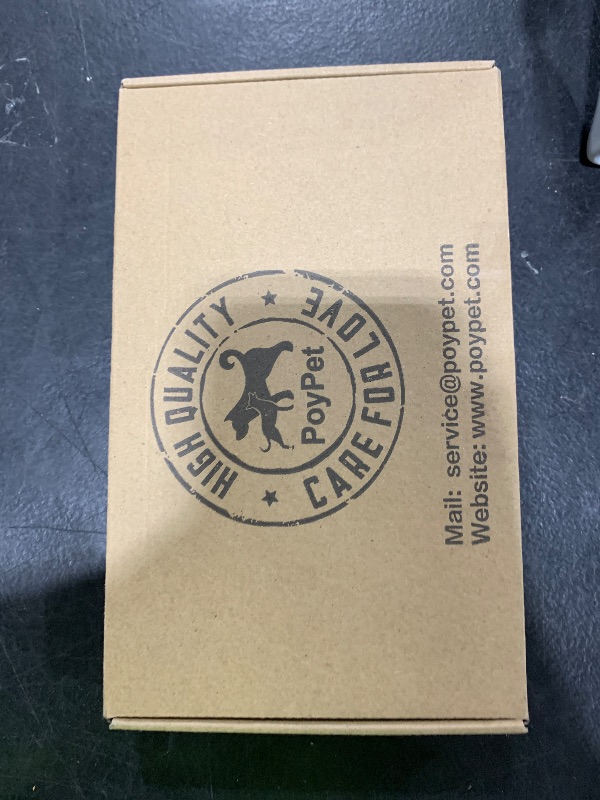 HIGH QUALITY
PoyPet
CARE FOR LOVE
Mail: service@poypet.com
Website: www.poypet.com